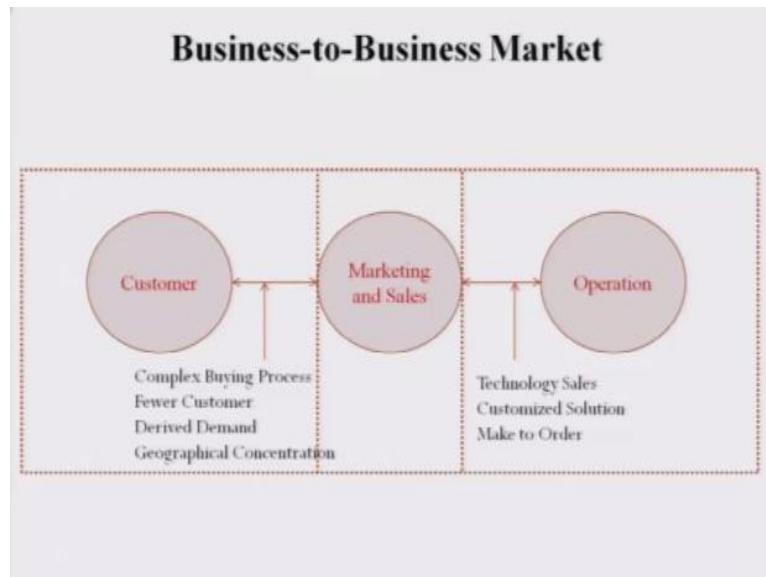 Business-to-Business Market
Customer
Marketing
and Sales
Operation
Complex Buying Process
Fewer Customer
Derived Demand
Geographical Concentration
Technology Sales
Customized Solution
Make to Order